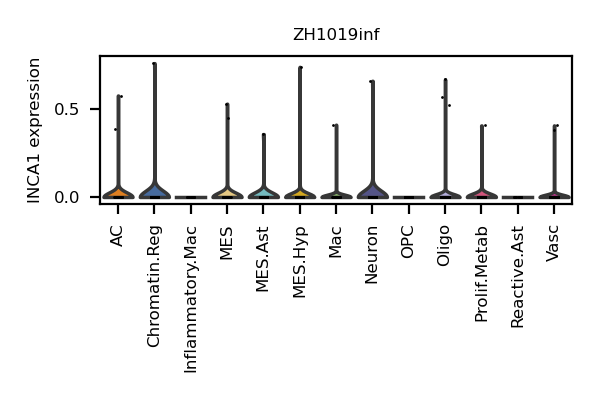 ZH1019inf
INCA1 expression
0.5
0.0
AC
Chromatin.Reg
Inflammatory.Mac
MES
MES.Ast
MES.Hyp
Mac
Neuron
OPC
Oligo
Prolif.Metab
Reactive.Ast
Vasc